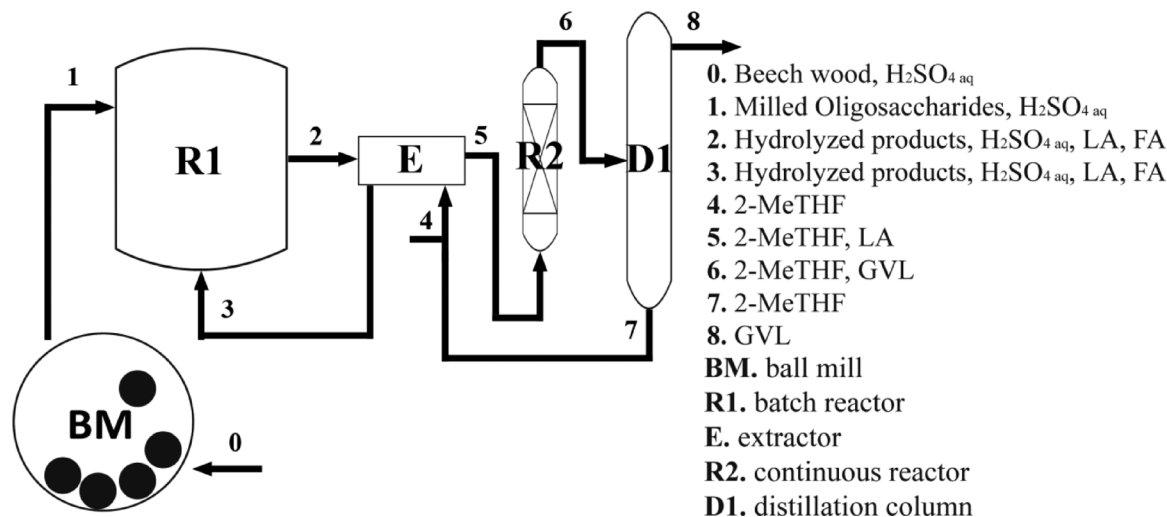 1
R1
2
3
E
4
5
R2
6
D1
7
8
BM
0
0. Beech wood, H₂SO₄ aq
1. Milled Oligosaccharides, H₂SO₄ aq
2. Hydrolyzed products, H₂SO₄ aq, LA, FA
3. Hydrolyzed products, H₂SO₄ aq, LA, FA
4. 2-MeTHF
5. 2-MeTHF, LA
6. 2-MeTHF, GVL
7. 2-MeTHF
8. GVL
BM. ball mill
R1. batch reactor
E. extractor
R2. continuous reactor
D1. distillation column